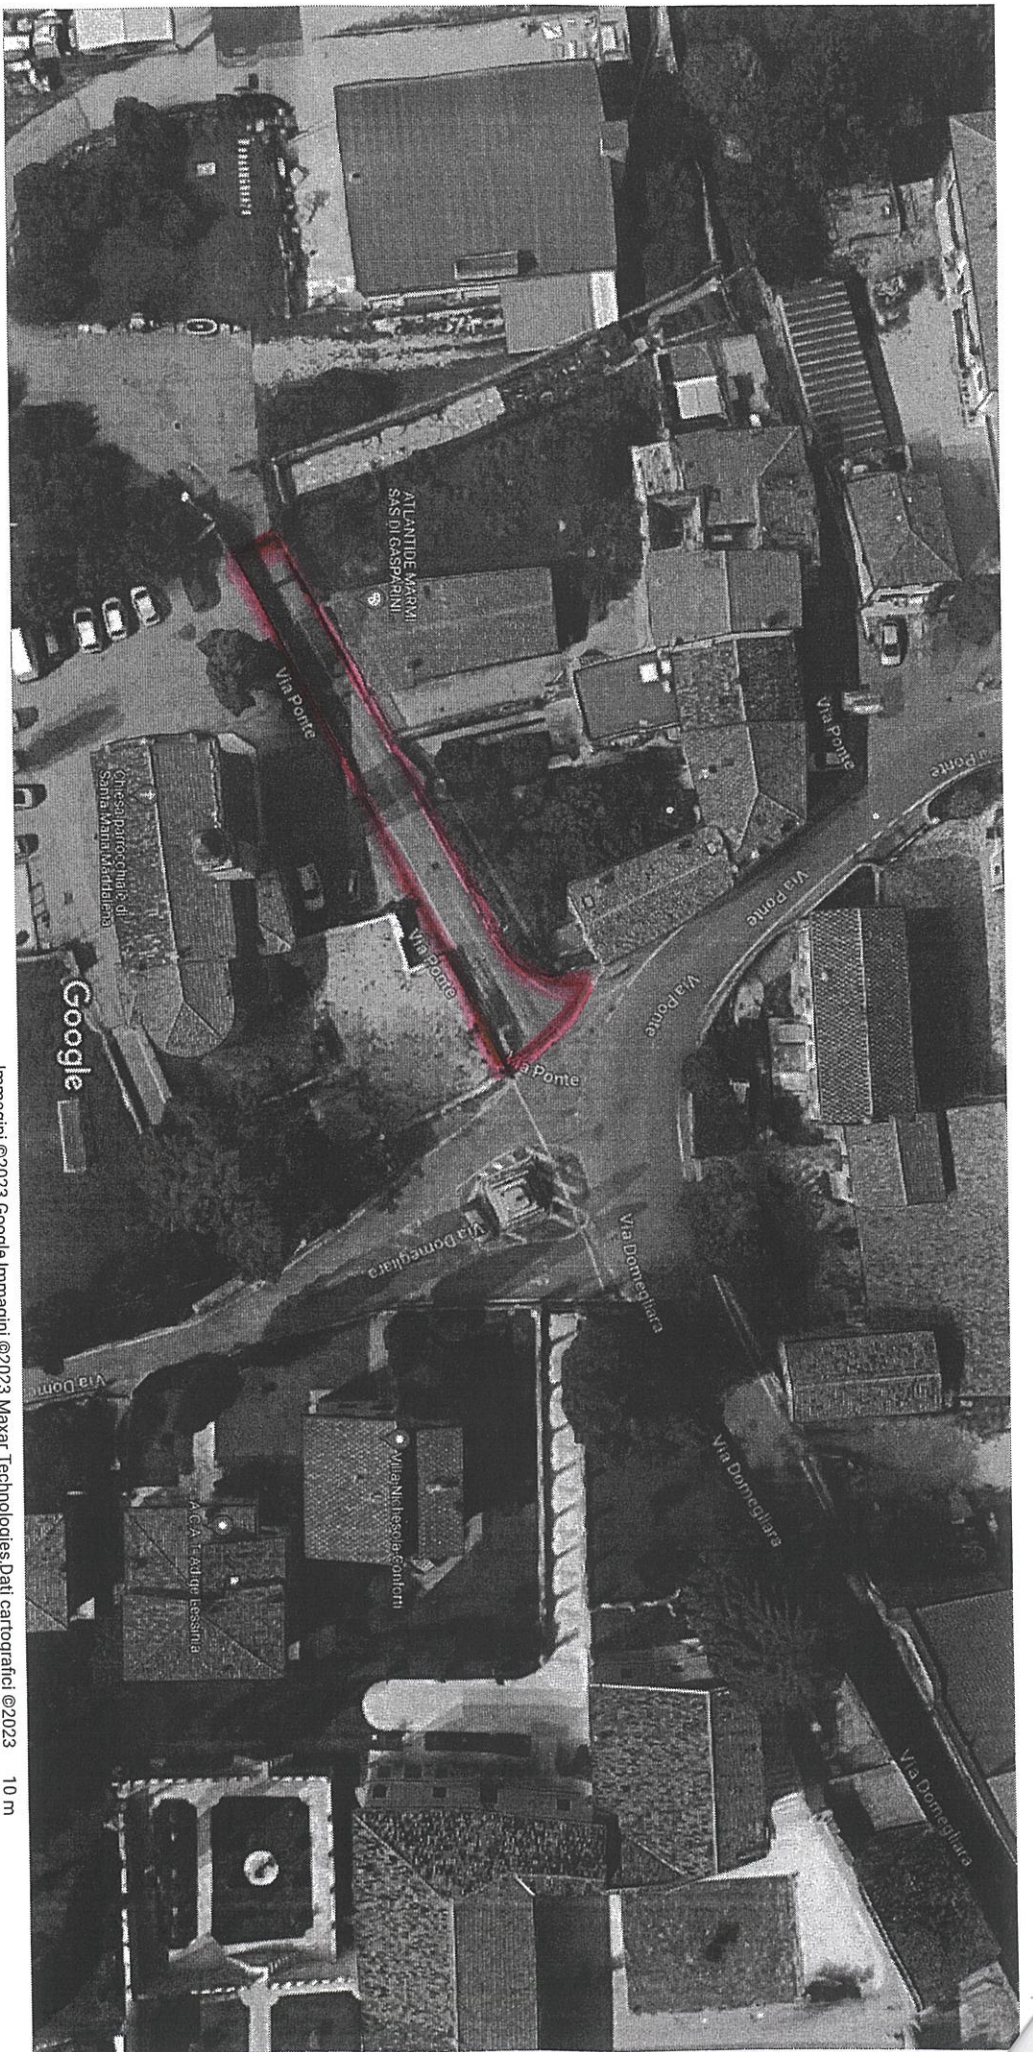 ATLANTIDE MARMI
SAS DI GASPARINI
Via Ponte
Via Ponte
Via Ponte
a Ponte
Via Ponte
Via Ponte
Via Ponte
Chiesa parrocchiale di
Santa Maria Maddalena
Google
Via Domegliara
Via Domegliara
Via Dome
Via Domegliara
Via Domegliara
Villa Nichesola-Conforti
ACAT Adige Lessinia
Immagini ©2023 Google,Immagini ©2023 Maxar Technologies,Dati cartografici ©2023
10 m